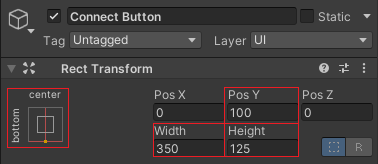 Connect Button Static
Tag Untagged Layer UI
Rect Transform
center Pos X Pos Y Pos Z
bottom 0 100 0
Width Height
350 125 R